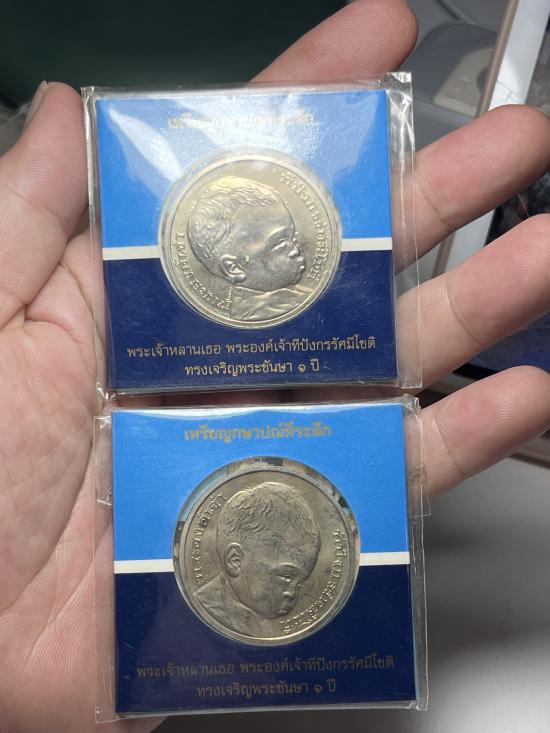 เหรียญกษาปณ์ที่ระลึก
พระเจ้าหลานเธอ พระองค์เจ้าทีปังกรรัศมีโชติ
ทรงเจริญพระชันษา ๑ ปี
เหรียญกษาปณ์ที่ระลึก
พระเจ้าหลานเธอ พระองค์เจ้าทีปังกรรัศมีโชติ
ทรงเจริญพระชันษา ๑ ปี